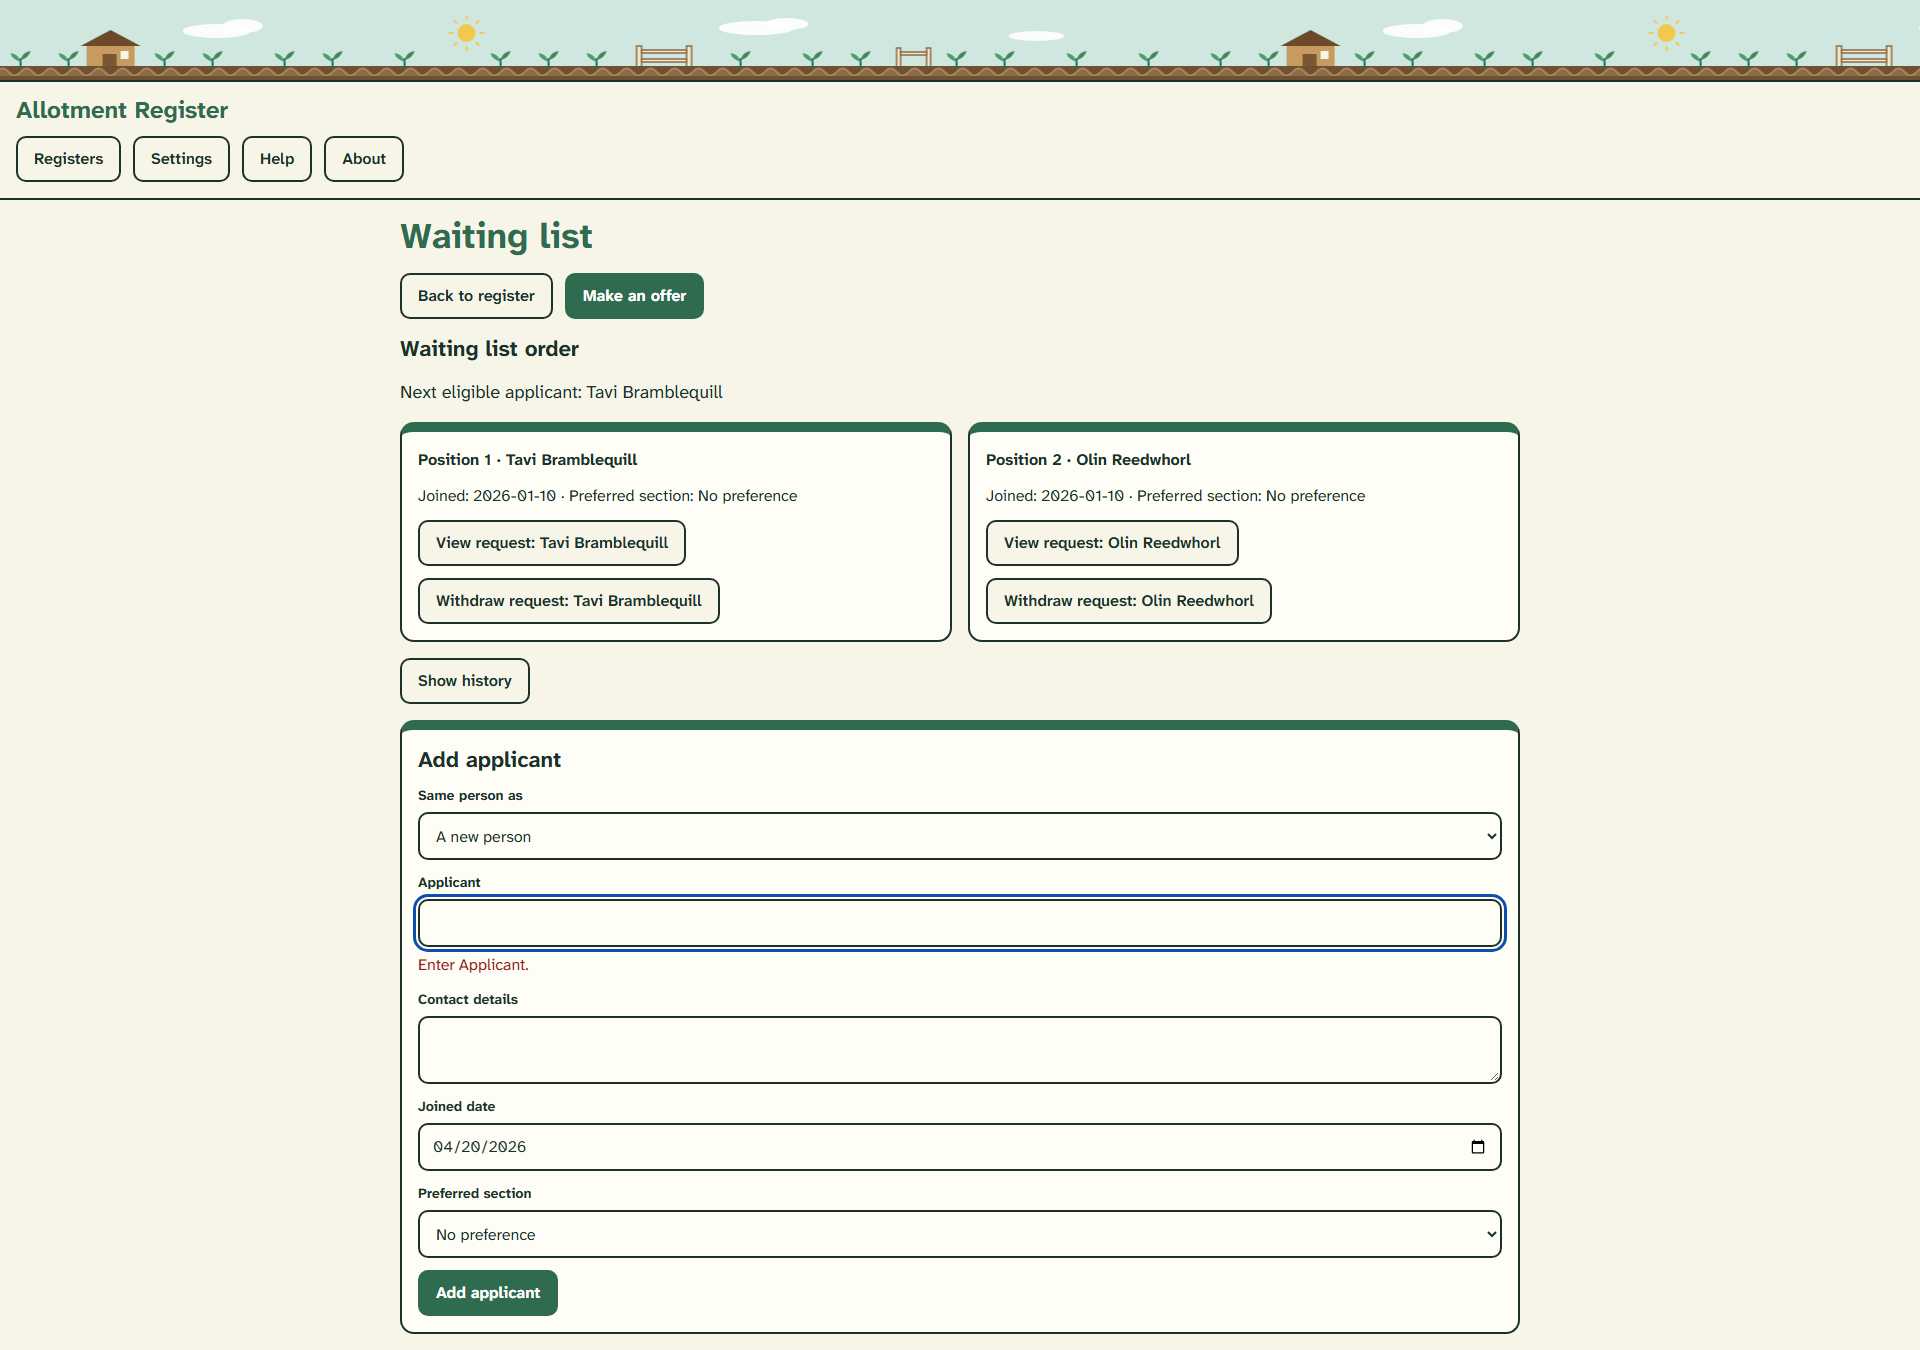 Allotment Register
Registers Settings Help About
Waiting list
Back to register Make an offer
Waiting list order
Next eligible applicant: Tavi Bramblequill
Position 1 · Tavi Bramblequill
Joined: 2026-01-10 · Preferred section: No preference
View request: Tavi Bramblequill
Withdraw request: Tavi Bramblequill
Position 2 · Olin Reedwhorl
Joined: 2026-01-10 · Preferred section: No preference
View request: Olin Reedwhorl
Withdraw request: Olin Reedwhorl
Show history
Add applicant
Same person as
A new person
Applicant
Enter Applicant.
Contact details
Joined date
04/20/2026
Preferred section
No preference
Add applicant